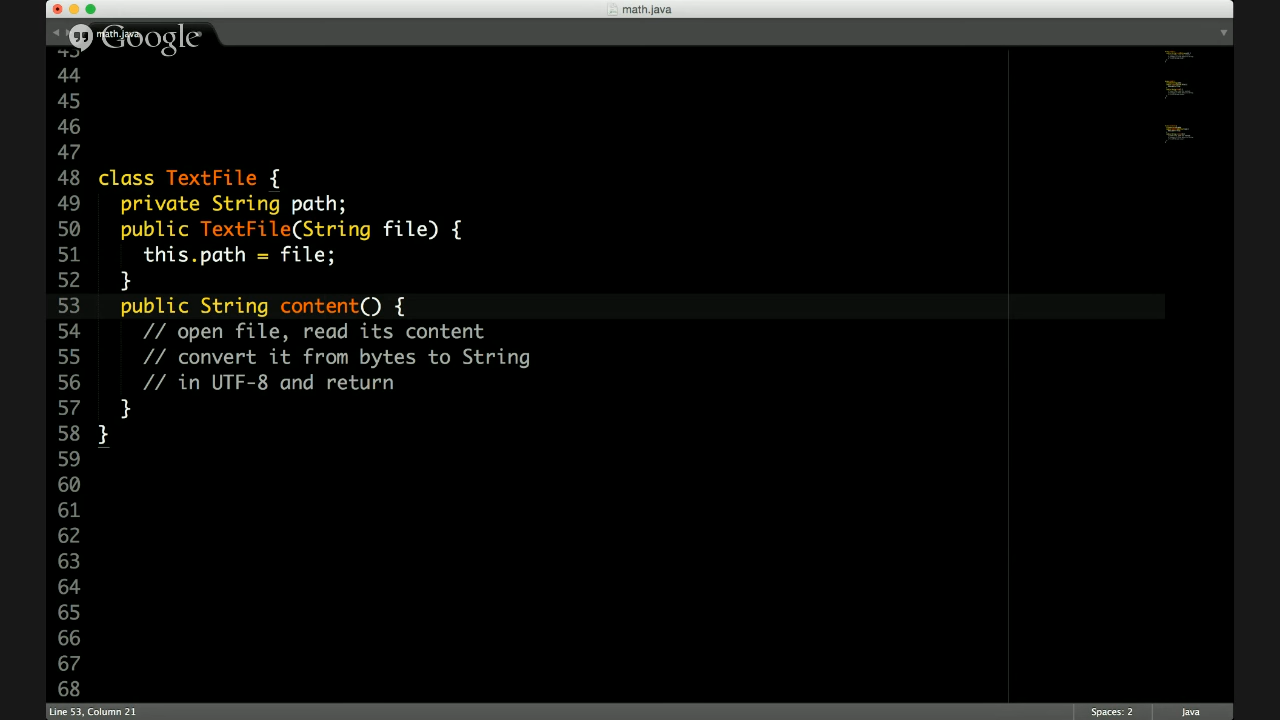 math.java
math.java
Google
43
44
45
46
47
48 class TextFile {
49 private String path;
50 public TextFile(String file) {
51 this.path = file;
52 }
53 public String content() {
54 // open file, read its content
55 // convert it from bytes to String
56 // in UTF-8 and return
57 }
58 }
59
60
61
62
63
64
65
66
67
68
Line 53, Column 21
Spaces: 2
Java